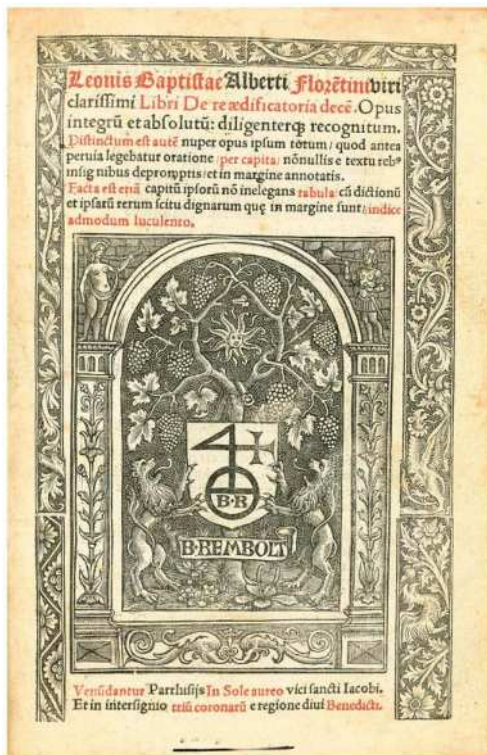 Leonis Baptistae Alberti Florētini viri
clarissimi Libri De re ædificatoria decē. Opus
integrū et absolutū: diligenterq̃ recognitum.
Distinctum est autē nuper opus ipsum totum/ quod antea
peruia legebatur oratione/ per capita/ nōnullis e textu reb⁹
insignibus depromptis/ et in margine annotatis.
Facta est etiā capitū ipsorū nō inelegans tabula/ cū dictionū
et ipsarū rerum scitu dignarum quę in margine sunt/ indice
admodum luculento.
B·R
B·REMBOLT
Venūdantur Parrhisijs In Sole aureo vici sancti Iacobi.
Et in intersignio triū coronarū e regione diui Benedicti.